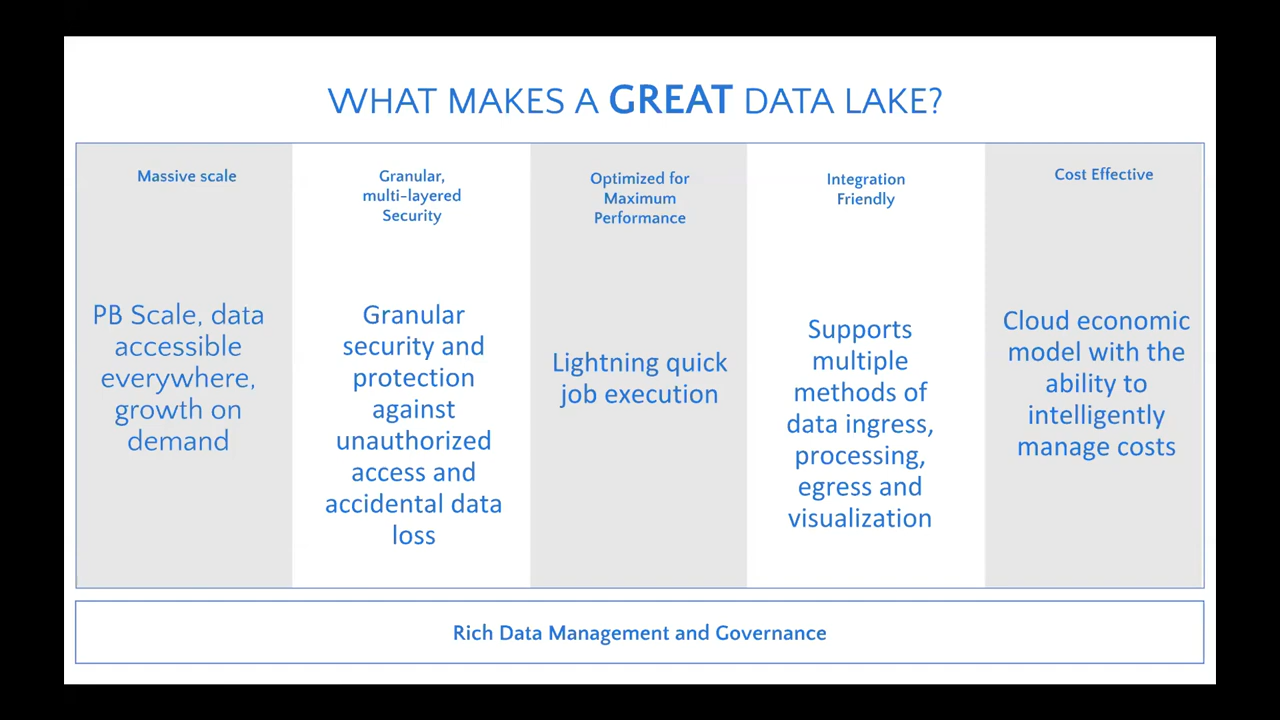 WHAT MAKES A GREAT DATA LAKE?
Massive scale
PB Scale, data
accessible
everywhere,
growth on
demand
Granular,
multi-layered
Security
Granular
security and
protection
against
unauthorized
access and
accidental data
loss
Optimized for
Maximum
Performance
Lightning quick
job execution
Integration
Friendly
Supports
multiple
methods of
data ingress,
processing,
egress and
visualization
Cost Effective
Cloud economic
model with the
ability to
intelligently
manage costs
Rich Data Management and Governance